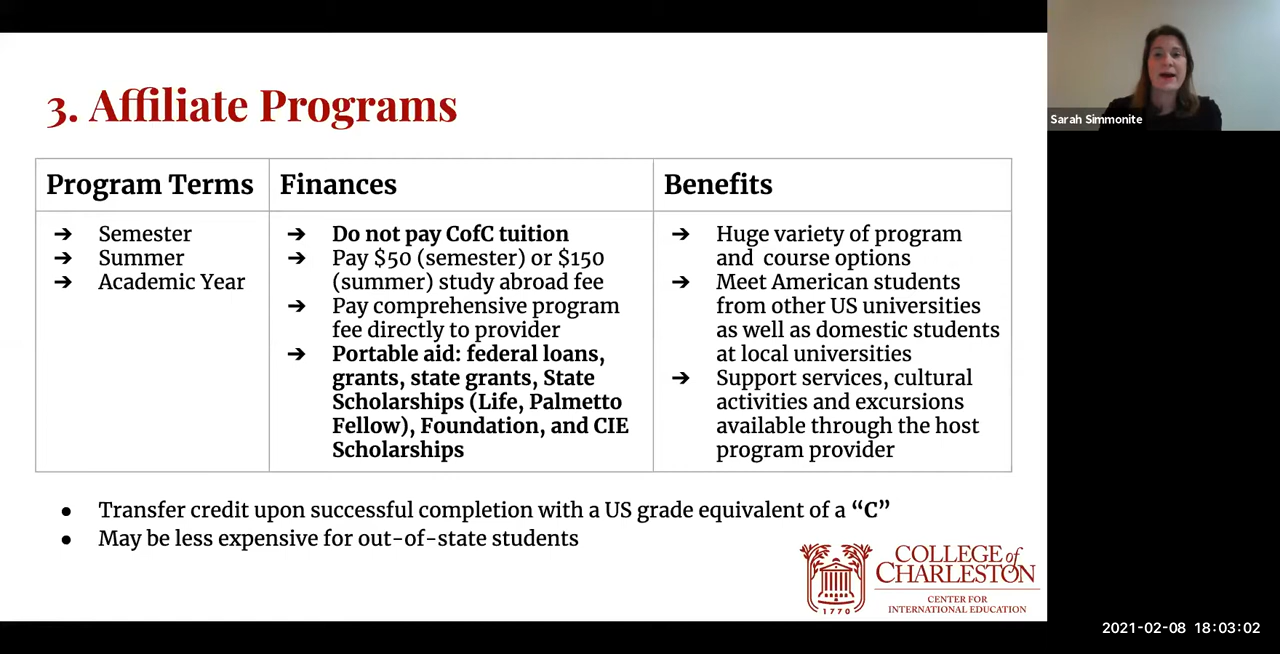 3. Affiliate Programs
Sarah Simmonite
Program Terms
➔ Semester
➔ Summer
➔ Academic Year
Finances
➔ Do not pay CofC tuition
➔ Pay $50 (semester) or $150
(summer) study abroad fee
➔ Pay comprehensive program
fee directly to provider
➔ Portable aid: federal loans,
grants, state grants, State
Scholarships (Life, Palmetto
Fellow), Foundation, and CIE
Scholarships
Benefits
➔ Huge variety of program
and course options
➔ Meet American students
from other US universities
as well as domestic students
at local universities
➔ Support services, cultural
activities and excursions
available through the host
program provider
● Transfer credit upon successful completion with a US grade equivalent of a “C”
● May be less expensive for out-of-state students
1770
COLLEGE of
CHARLESTON
CENTER FOR
INTERNATIONAL EDUCATION
2021-02-08 18:03:02